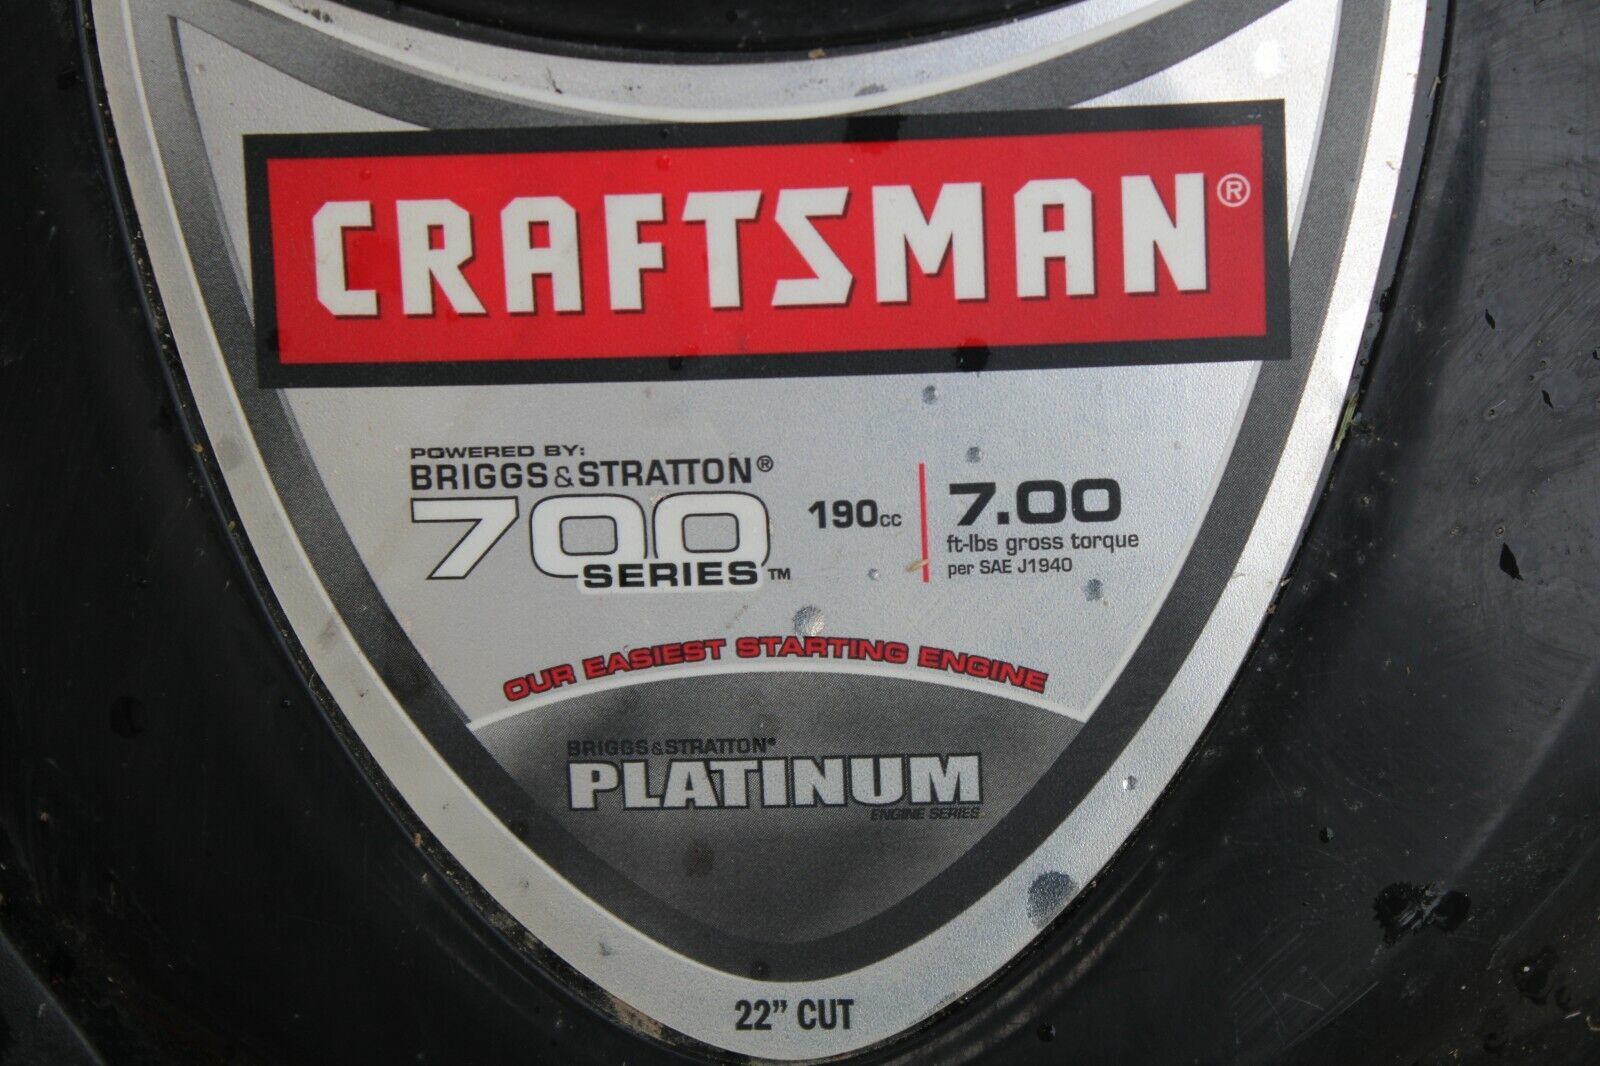 CRAFTSMAN®
POWERED BY:
BRIGGS&STRATTON®
700
SERIES™
190cc
7.00
ft-lbs gross torque
per SAE J1940
OUR EASIEST STARTING ENGINE
BRIGGS&STRATTON®
PLATINUM
ENGINE SERIES
22” CUT